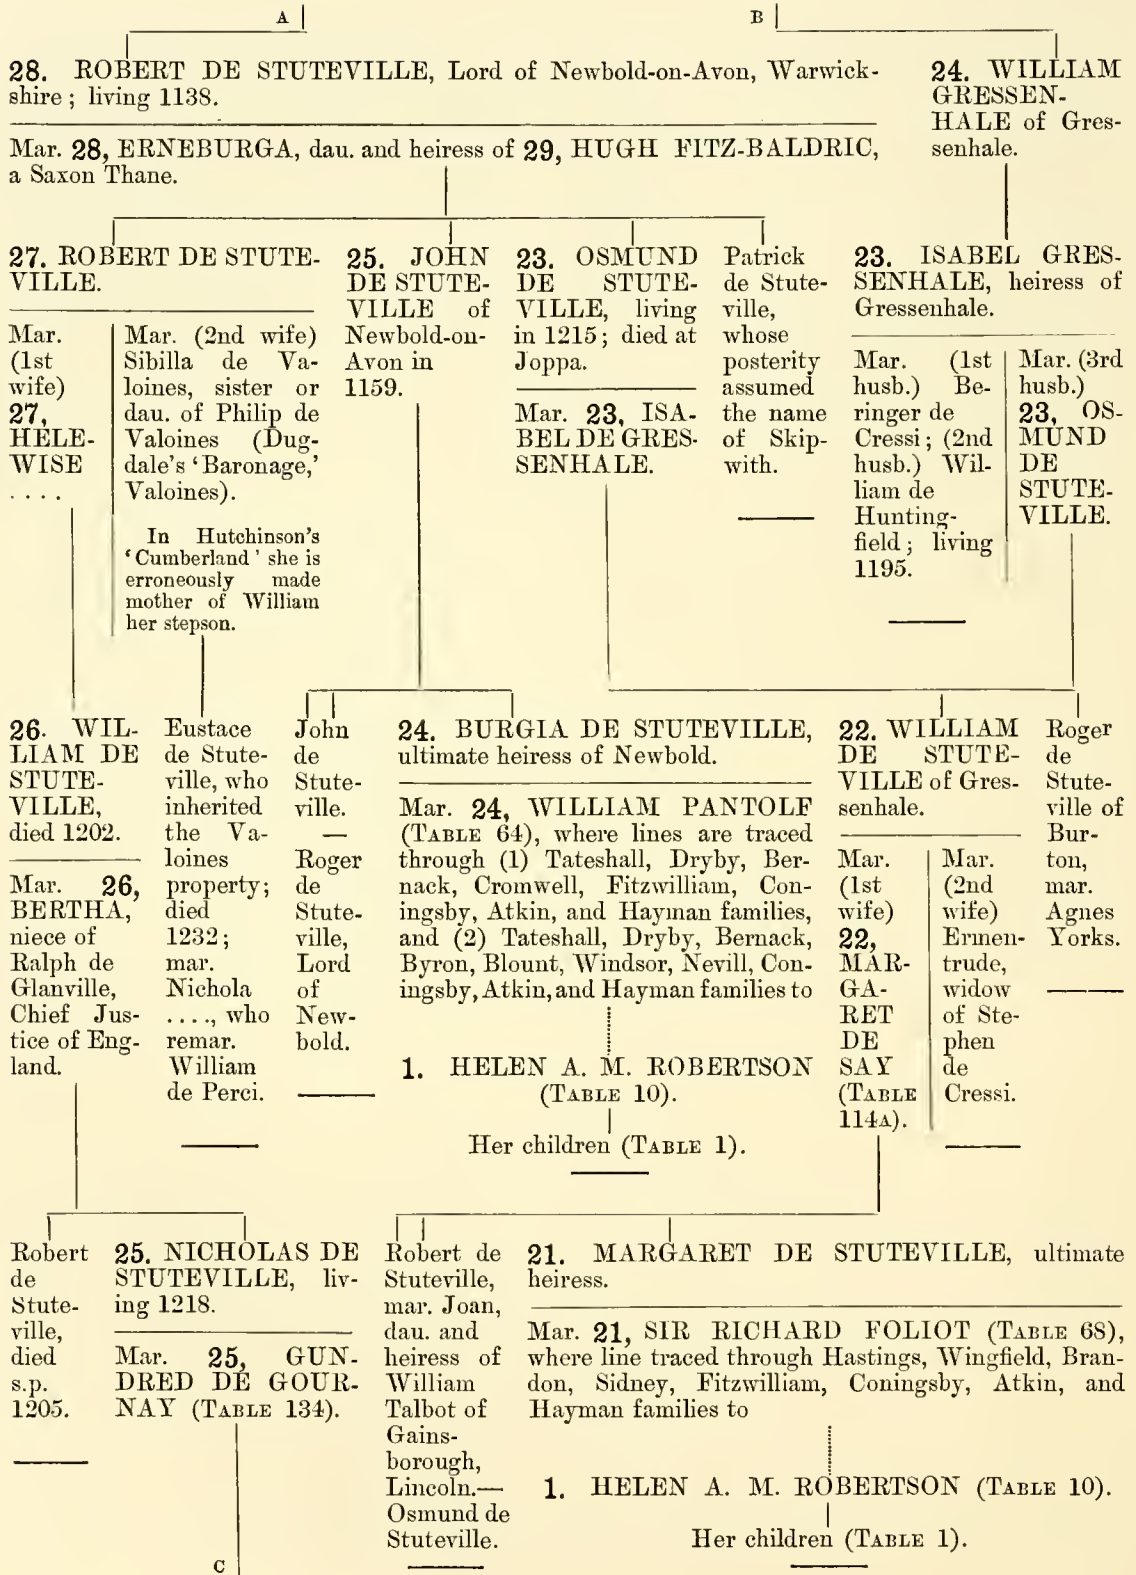 A
B
28. ROBERT DE STUTEVILLE, Lord of Newbold-on-Avon, Warwick-
shire; living 1138.
Mar. 28, ERNEBURGA, dau. and heiress of 29, HUGH FITZ-BALDRIC,
a Saxon Thane.
24. WILLIAM
GRESSEN-
HALE of Gres-
senhale.
27. ROBERT DE STUTE-
VILLE.
Mar.
(1st
wife)
27,
HELE-
WISE
. . . .
Mar. (2nd wife)
Sibilla de Va-
loines, sister or
dau. of Philip de
Valoines (Dug-
dale's 'Baronage,'
Valoines).
In Hutchinson's
'Cumberland' she is
erroneously made
mother of William
her stepson.
25. JOHN
DE STUTE-
VILLE of
Newbold-on-
Avon in
1159.
23. OSMUND
DE STUTE-
VILLE, living
in 1215; died at
Joppa.
Mar. 23, ISA-
BEL DE GRES-
SENHALE.
Patrick
de Stute-
ville,
whose
posterity
assumed
the name
of Skip-
with.
23. ISABEL GRES-
SENHALE, heiress of
Gressenhale.
Mar. (1st
husb.) Be-
ringer de
Cressi; (2nd
husb.) Wil-
liam de
Hunting-
field; living
1195.
Mar. (3rd
husb.)
23, OS-
MUND
DE
STUTE-
VILLE.
26. WIL-
LIAM DE
STUTE-
VILLE,
died 1202.
Mar. 26,
BERTHA,
niece of
Ralph de
Glanville,
Chief Jus-
tice of Eng-
land.
Eustace
de Stute-
ville, who
inherited
the Va-
loines
property;
died
1232;
mar.
Nichola
. . . ., who
remar.
William
de Perci.
John
de
Stute-
ville.
—
Roger
de
Stute-
ville,
Lord
of
New-
bold.
24. BURGIA DE STUTEVILLE,
ultimate heiress of Newbold.
Mar. 24, WILLIAM PANTOLF
(TABLE 64), where lines are traced
through (1) Tateshall, Dryby, Ber-
nack, Cromwell, Fitzwilliam, Con-
ingsby, Atkin, and Hayman families,
and (2) Tateshall, Dryby, Bernack,
Byron, Blount, Windsor, Nevill, Con-
ingsby, Atkin, and Hayman families to
1. HELEN A. M. ROBERTSON
(TABLE 10).
Her children (TABLE 1).
22. WILLIAM
DE STUTE-
VILLE of Gres-
senhale.
Mar.
(1st
wife)
22,
MAR-
GA-
RET
DE
SAY
(TABLE
114A).
Mar.
(2nd
wife)
Ermen-
trude,
widow
of Ste-
phen
de
Cressi.
Roger
de
Stute-
ville of
Bur-
ton,
mar.
Agnes
Yorks.
Robert
de
Stute-
ville,
died
s.p.
1205.
25. NICHOLAS DE
STUTEVILLE, liv-
ing 1218.
Mar. 25, GUN-
DRED DE GOUR-
NAY (TABLE 134).
C
Robert de
Stuteville,
mar. Joan,
dau. and
heiress of
William
Talbot of
Gains-
borough,
Lincoln.—
Osmund de
Stuteville.
21. MARGARET DE STUTEVILLE, ultimate
heiress.
Mar. 21, SIR RICHARD FOLIOT (TABLE 68),
where line traced through Hastings, Wingfield, Bran-
don, Sidney, Fitzwilliam, Coningsby, Atkin, and
Hayman families to
1. HELEN A. M. ROBERTSON (TABLE 10).
Her children (TABLE 1).